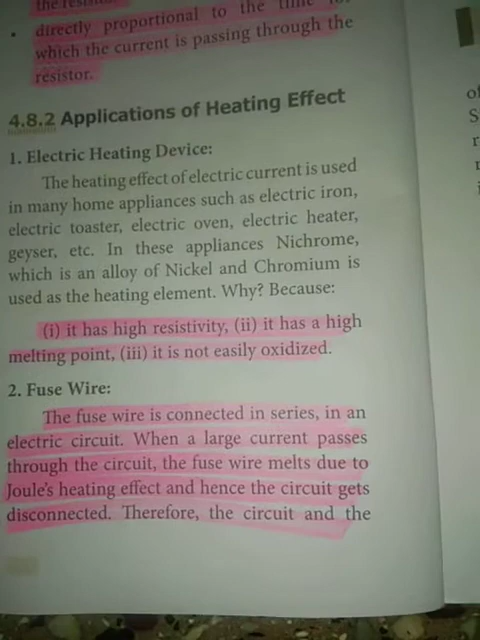 the resistor.
• directly proportional to the time for
which the current is passing through the
resistor.
4.8.2 Applications of Heating Effect
1. Electric Heating Device:
The heating effect of electric current is used
in many home appliances such as electric iron,
electric toaster, electric oven, electric heater,
geyser, etc. In these appliances Nichrome,
which is an alloy of Nickel and Chromium is
used as the heating element. Why? Because:
(i) it has high resistivity, (ii) it has a high
melting point, (iii) it is not easily oxidized.
2. Fuse Wire:
The fuse wire is connected in series, in an
electric circuit. When a large current passes
through the circuit, the fuse wire melts due to
Joule's heating effect and hence the circuit gets
disconnected. Therefore, the circuit and the